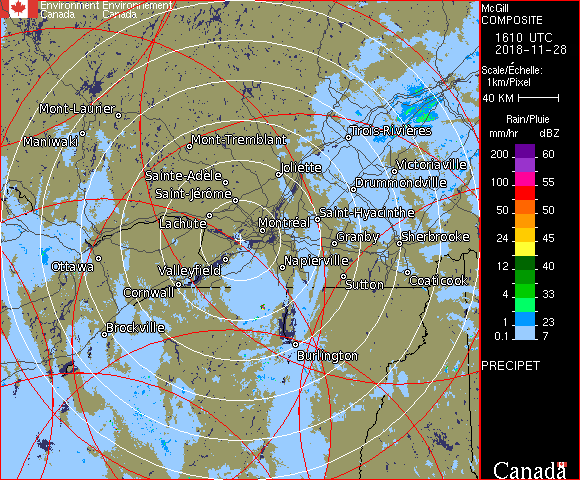 Environment Environnement
Canada Canada
McGill
COMPOSITE
1610 UTC
2018-11-28
Scale/Échelle:
1km/Pixel
40 KM
Rain/Pluie
mm/hr dBZ
200 60
100 55
50 50
24 45
12 40
4 33
1 23
0.1 7
PRECIPET
Canada
Mont-Laurier
Maniwaki
Mont-Tremblant
Trois-Rivières
Joliette
Victoriaville
Sainte-Adèle
Drummondville
Saint-Jérôme
Lachute
Saint-Hyacinthe
Montréal
Granby
Sherbrooke
Ottawa
Valleyfield
Napierville
Cornwall
Sutton
Coaticook
Brockville
Burlington